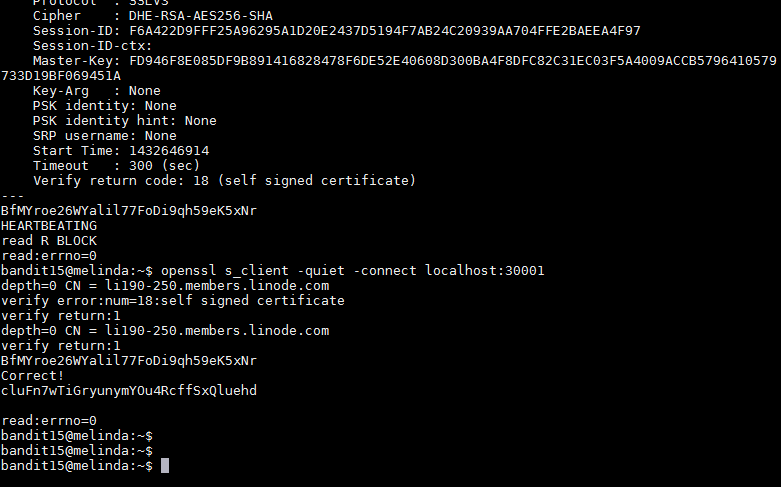 Protocol  : SSLv3
    Cipher    : DHE-RSA-AES256-SHA
    Session-ID: F6A422D9FFF25A96295A1D20E2437D5194F7AB24C20939AA704FFE2BAEEA4F97
    Session-ID-ctx:
    Master-Key: FD946F8E085DF9B891416828478F6DE52E40608D300BA4F8DFC82C31EC03F5A4009ACCB5796410579
733D19BF069451A
    Key-Arg   : None
    PSK identity: None
    PSK identity hint: None
    SRP username: None
    Start Time: 1432646914
    Timeout   : 300 (sec)
    Verify return code: 18 (self signed certificate)
---
BfMYroe26WYalil77FoDi9qh59eK5xNr
HEARTBEATING
read R BLOCK
read:errno=0
bandit15@melinda:~$ openssl s_client -quiet -connect localhost:30001
depth=0 CN = li190-250.members.linode.com
verify error:num=18:self signed certificate
verify return:1
depth=0 CN = li190-250.members.linode.com
verify return:1
BfMYroe26WYalil77FoDi9qh59eK5xNr
Correct!
cluFn7wTiGryunymYOu4RcffSxQluehd

read:errno=0
bandit15@melinda:~$
bandit15@melinda:~$
bandit15@melinda:~$